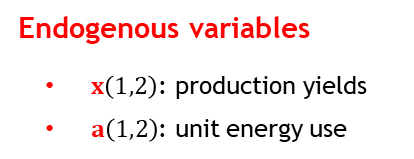 Endogenous variables
• x(1,2): production yields
• a(1,2): unit energy use